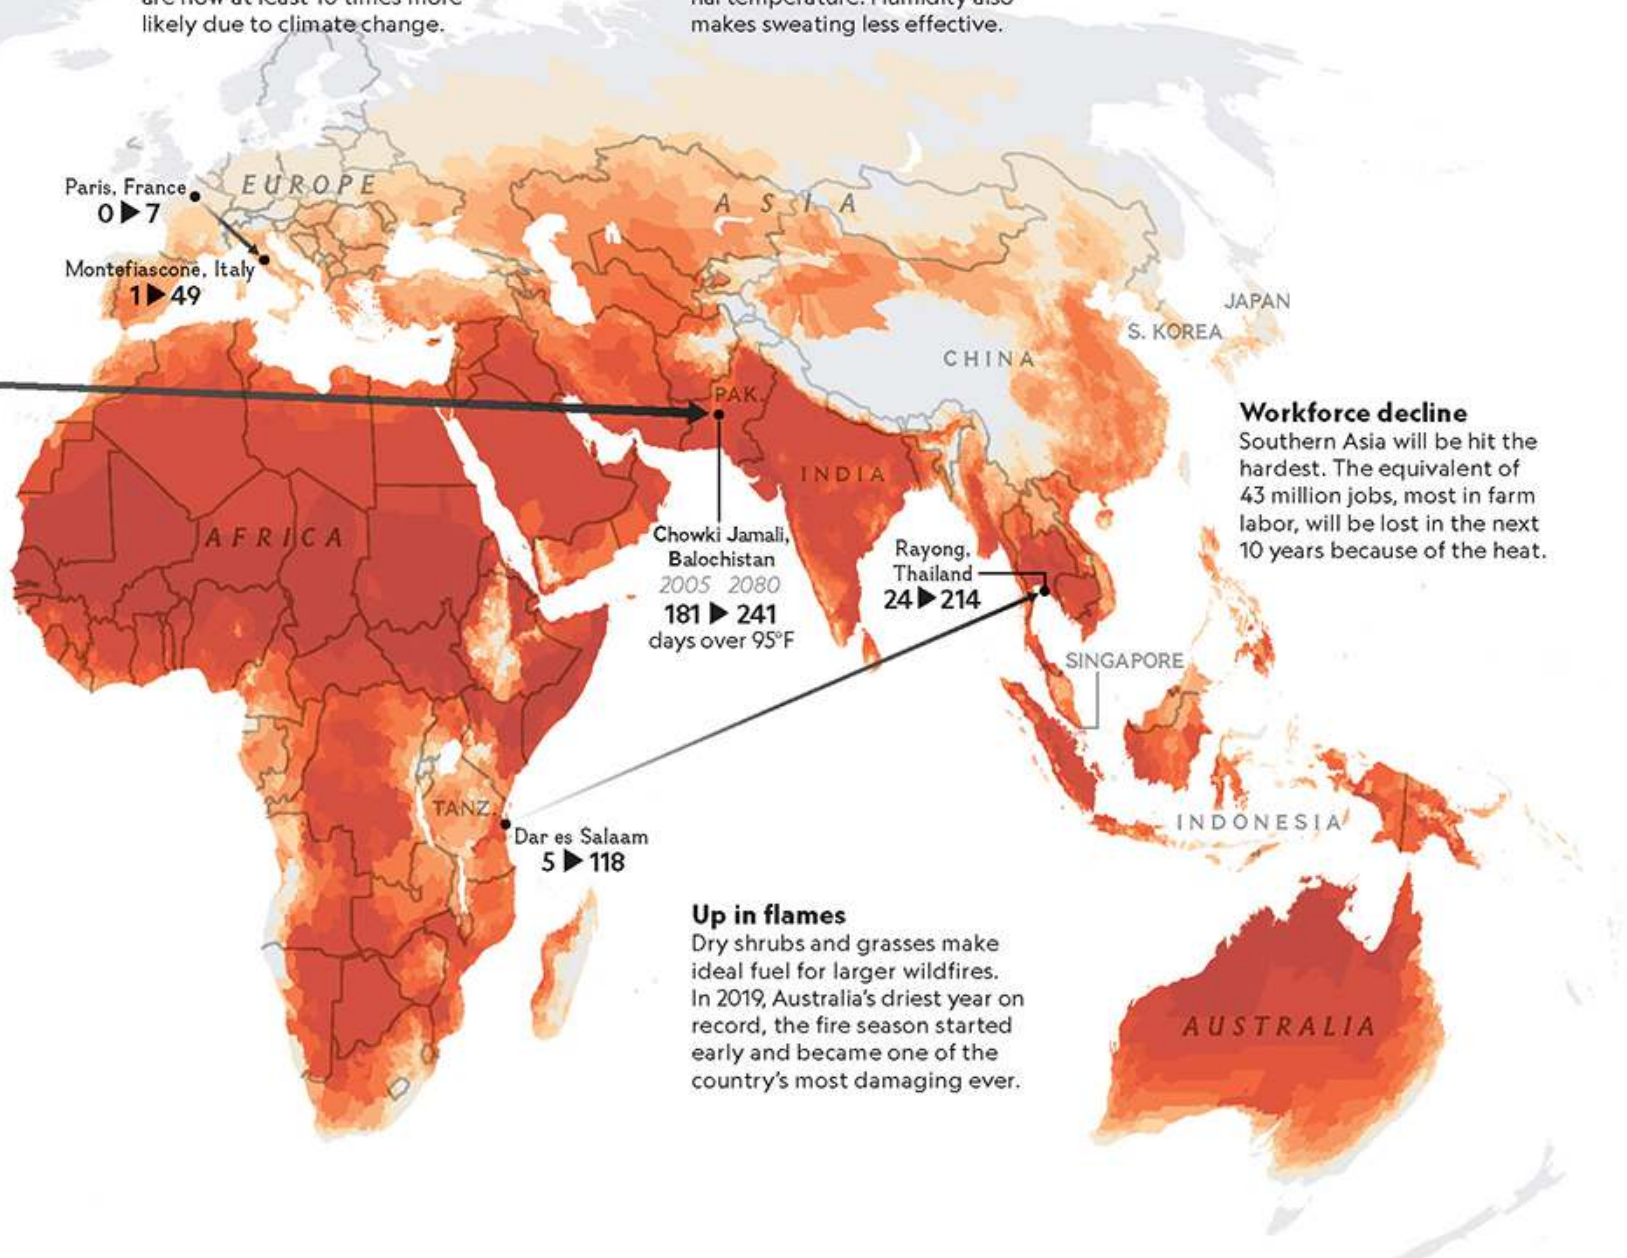 likely due to climate change.
nal temperature. Humidity also
makes sweating less effective.
Paris, France
0▶7
EUROPE
ASIA
Montefiascone, Italy
1▶49
JAPAN
S. KOREA
CHINA
PAK.
INDIA
AFRICA
Chowki Jamali,
Balochistan
2005 2080
181▶241
days over 95°F
Rayong,
Thailand
24▶214
Workforce decline
Southern Asia will be hit the
hardest. The equivalent of
43 million jobs, most in farm
labor, will be lost in the next
10 years because of the heat.
SINGAPORE
TANZ.
Dar es Salaam
5▶118
INDONESIA
Up in flames
Dry shrubs and grasses make
ideal fuel for larger wildfires.
In 2019, Australia's driest year on
record, the fire season started
early and became one of the
country's most damaging ever.
AUSTRALIA